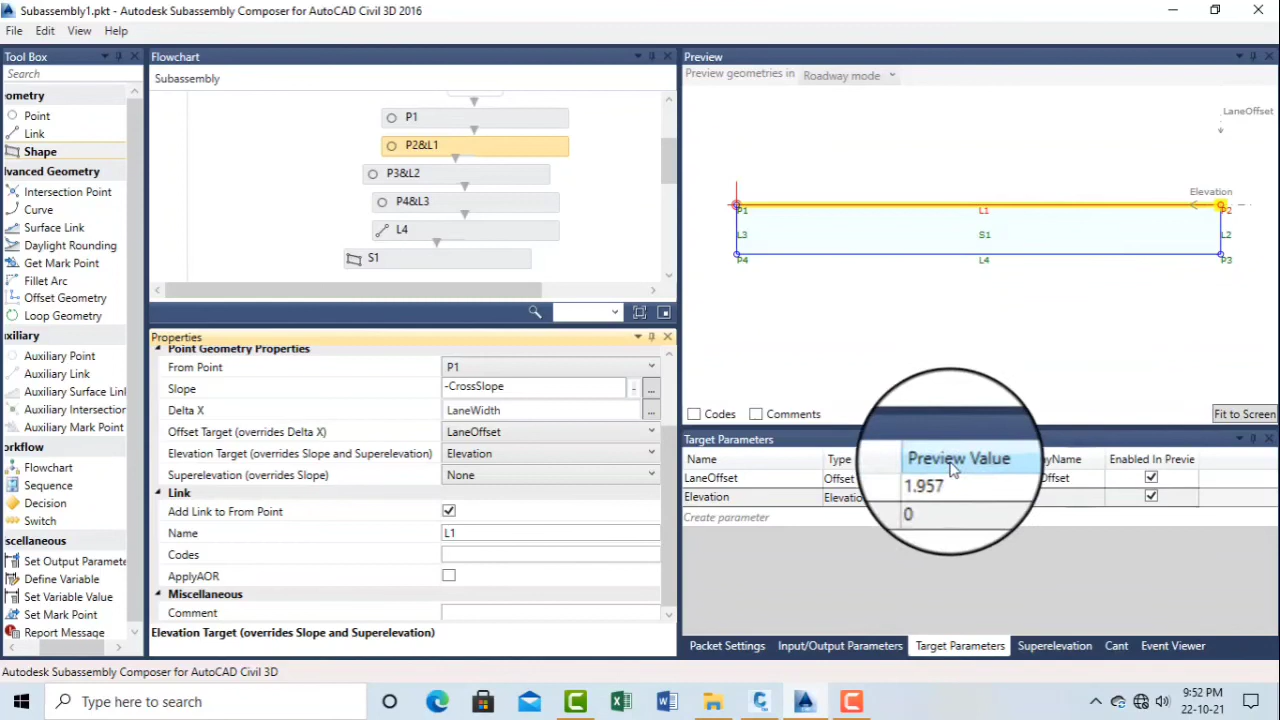 Subassembly1.pkt - Autodesk Subassembly Composer for AutoCAD Civil 3D 2016
File Edit View Help
Tool Box
Search
ometry
Point
Link
Shape
dvanced Geometry
Intersection Point
Curve
Surface Link
Daylight Rounding
Get Mark Point
Fillet Arc
Offset Geometry
Loop Geometry
uxiliary
Auxiliary Point
Auxiliary Link
Auxiliary Surface Link
Auxiliary Intersection
Auxiliary Mark Point
orkflow
Flowchart
Sequence
Decision
Switch
scellaneous
Set Output Paramete
Define Variable
Set Variable Value
Set Mark Point
Report Message
Flowchart
Subassembly
P1
P2&L1
P3&L2
P4&L3
L4
S1
Properties
Point Geometry Properties
From Point P1
Slope -CrossSlope ...
Delta X LaneWidth ...
Offset Target (overrides Delta X) LaneOffset
Elevation Target (overrides Slope and Superelevation) Elevation
Superelevation (overrides Slope) None
Link
Add Link to From Point
Name L1
Codes
ApplyAOR
Miscellaneous
Comment
Elevation Target (overrides Slope and Superelevation)
Preview
Preview geometries in Roadway mode
LaneOffset
Elevation
P1 L1 P2
L3 S1 L2
P4 L4 P3
Codes Comments Fit to Screen
Target Parameters
Name Type Preview Value yName Enabled In Previe
LaneOffset Offset 1.957 offset
Elevation Elevatio 0
Create parameter
Packet Settings Input/Output Parameters Target Parameters Superelevation Cant Event Viewer
Autodesk Subassembly Composer for AutoCAD Civil 3D
Type here to search
9:52 PM
22-10-21